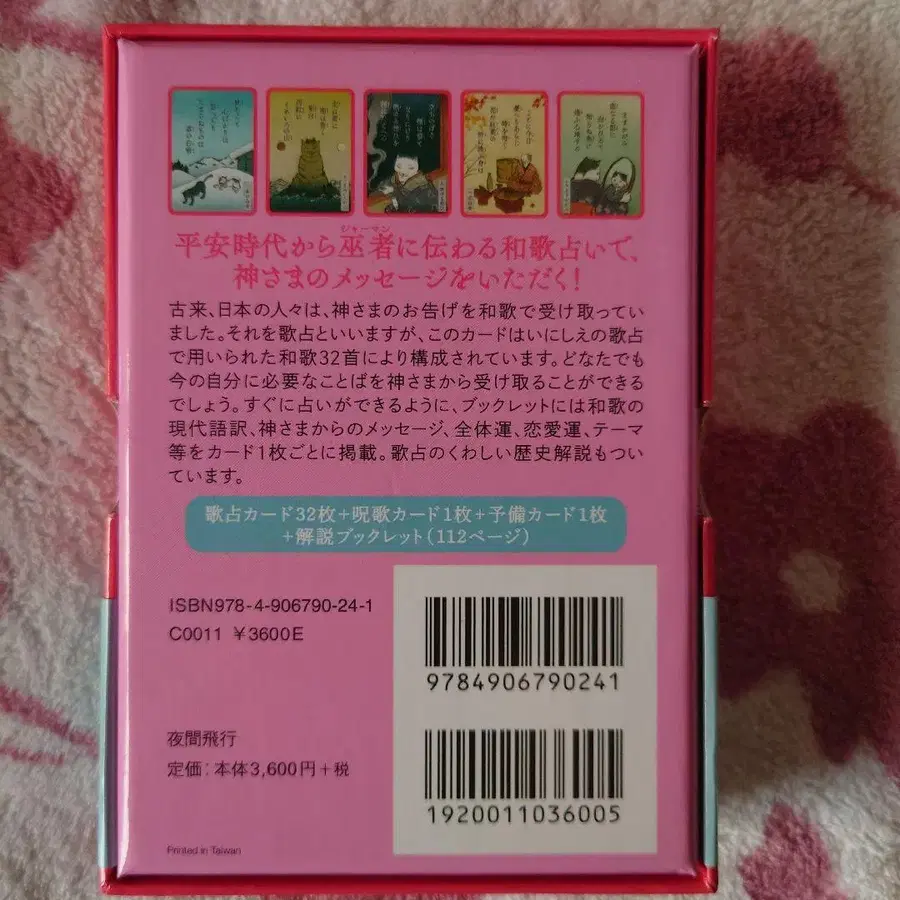 シャーマン
平安時代から巫者に伝わる和歌占いで、
神さまのメッセージをいただく!
古来、日本の人々は、神さまのお告げを和歌で受け取ってい
ました。それを歌占といいますが、このカードはいにしえの歌占
で用いられた和歌32首により構成されています。どなたでも
今の自分に必要なことばを神さまから受け取ることができる
でしょう。すぐに占いができるように、ブックレットには和歌の
現代語訳、神さまからのメッセージ、全体運、恋愛運、テーマ
等をカード1枚ごとに掲載。歌占のくわしい歴史解説もつい
ています。
歌占カード32枚+呪歌カード1枚+予備カード1枚
+解説ブックレット(112ページ)
ISBN978-4-906790-24-1
C0011 ¥3600E
9784906790241
夜間飛行
定価:本体3,600円+税
1920011036005
Printed in Taiwan